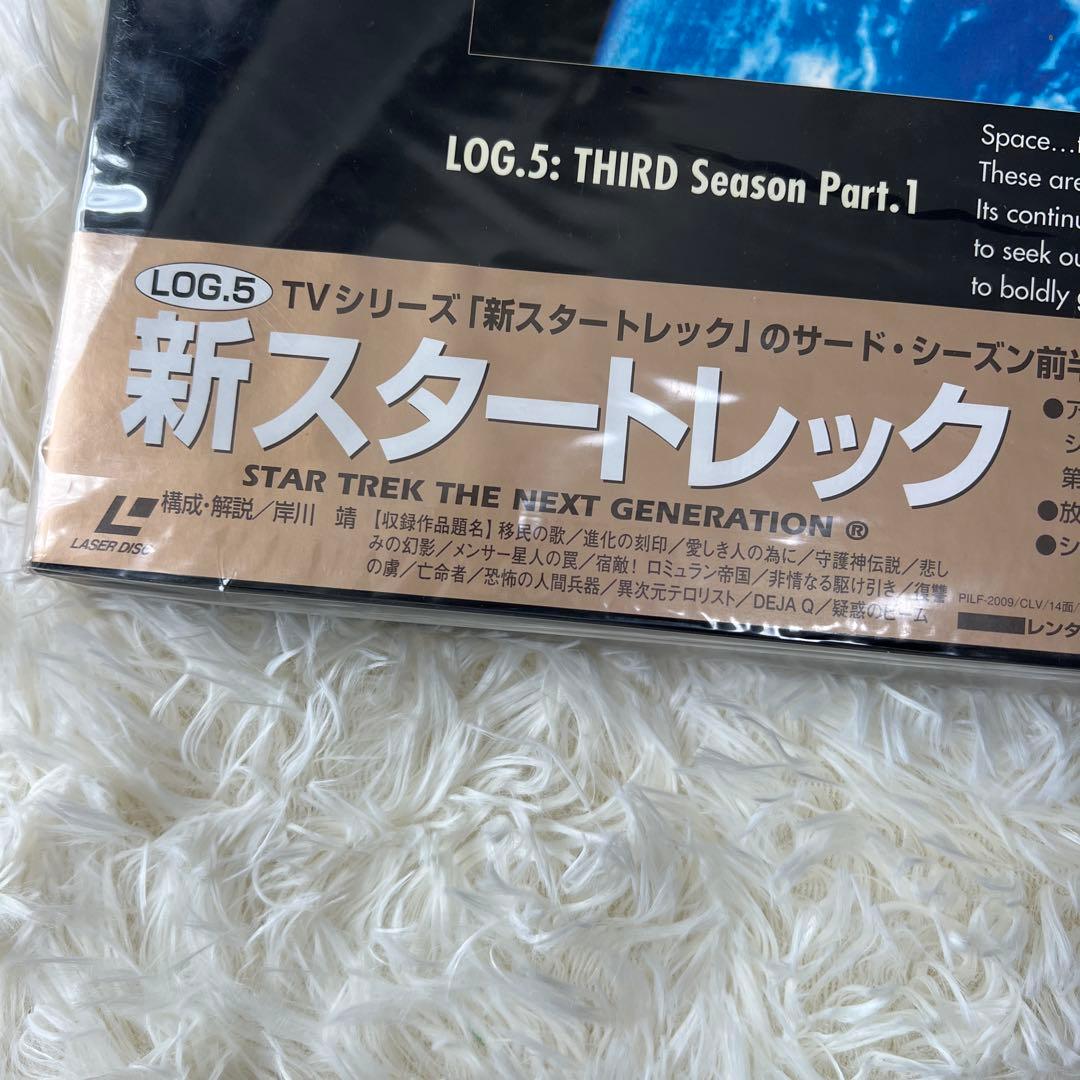 LOG.5: THIRD Season Part.1
Space...
These are
Its
to seek
to boldly
LOG.5
TVシリーズ「新スタートレック」のサード・シーズン前半
新スタートレック
STAR TREK THE NEXT GENERATION ®
LASER DISC
構成・解説／岸川 靖
【収録作品題名】移民の歌／進化の刻印／愛しき人の為に／守護神伝説／悲し
みの幻影／メンサー星人の罠／宿敵! ロミュラン帝国／非情なる駆け引き／復讐
の虜／亡命者／恐怖の人間兵器／異次元テロリスト／DEJA Q／疑惑のビーム
●ア
シ
第
●放
●シ
PILF-2009/CLV/14面/
レンタ